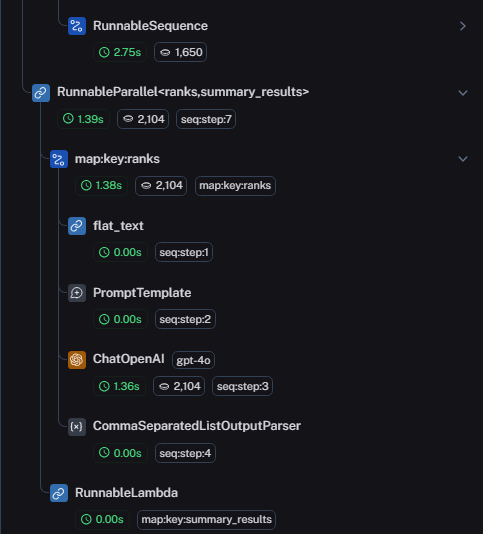 RunnableSequence
2.75s 1,650
RunnableParallel<ranks,summary_results>
1.39s 2,104 seq:step:7
map:key:ranks
1.38s 2,104 map:key:ranks
flat_text
0.00s seq:step:1
PromptTemplate
0.00s seq:step:2
ChatOpenAI gpt-4o
1.36s 2,104 seq:step:3
{x} CommaSeparatedListOutputParser
0.00s seq:step:4
RunnableLambda
0.00s map:key:summary_results